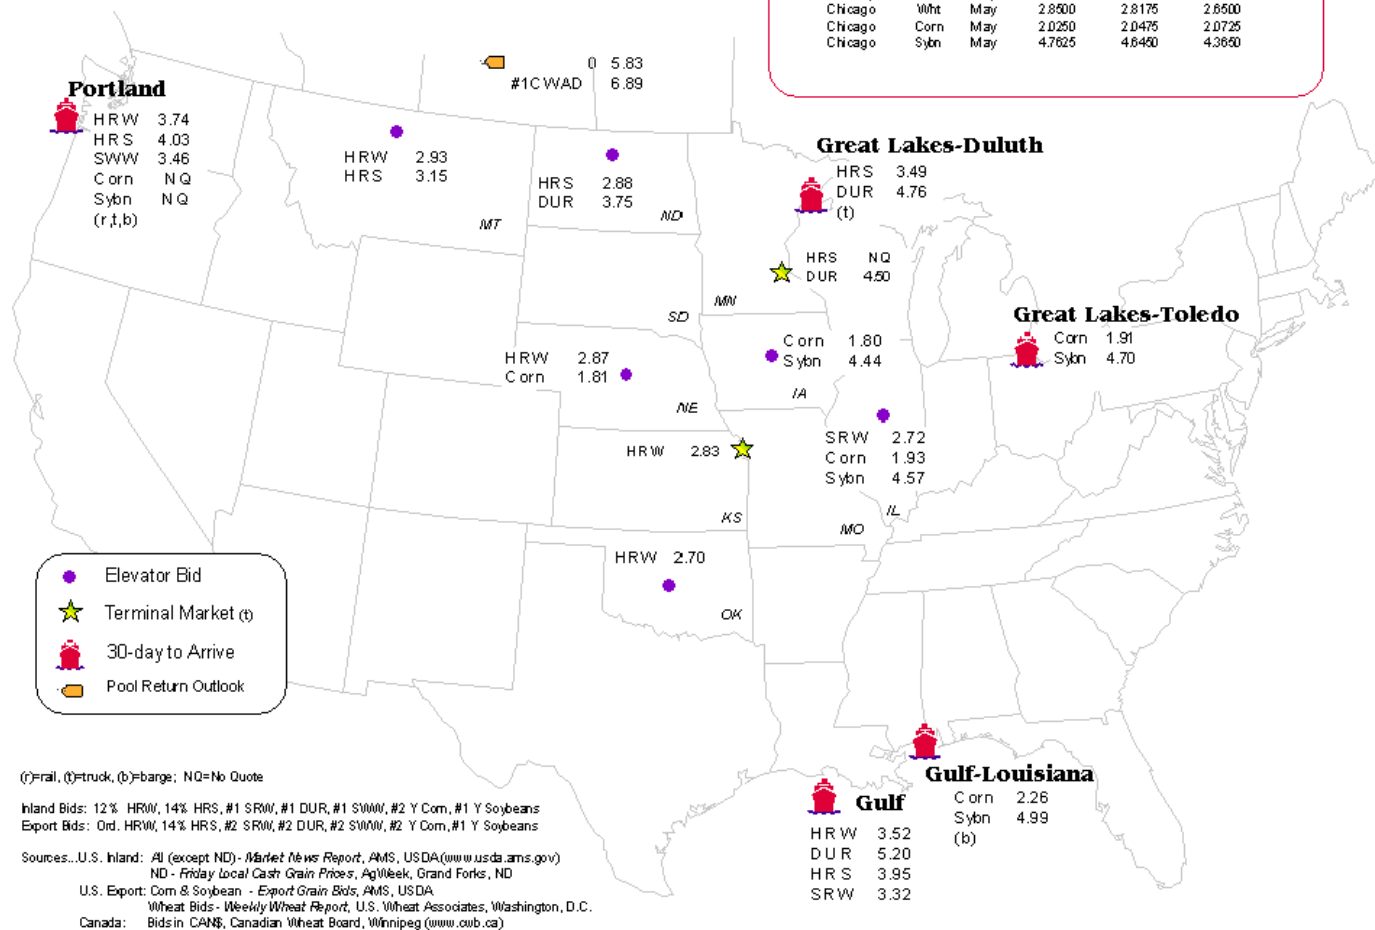 Chicago Wht May 2.8500 2.8175 2.6500
Chicago Corn May 2.0250 2.0475 2.0725
Chicago Sybn May 4.7625 4.6450 4.3650
0 5.83
#1CWAD 6.89
Portland
HRW 3.74
HRS 4.03
SWW 3.46
Corn NQ
Sybn NQ
(r,t,b)
HRW 2.93
HRS 3.15
MT
HRS 2.88
DUR 3.75
ND
Great Lakes-Duluth
HRS 3.49
DUR 4.76
(t)
HRS NQ
DUR 4.50
MN
SD
Great Lakes-Toledo
Corn 1.91
Sybn 4.70
Corn 1.80
Sybn 4.44
IA
HRW 2.87
Corn 1.81
NE
HRW 2.83
KS
SRW 2.72
Corn 1.93
Sybn 4.57
IL
MO
HRW 2.70
OK
Elevator Bid
Terminal Market (t)
30-day to Arrive
Pool Return Outlook
Gulf-Louisiana
Corn 2.26
Sybn 4.99
(b)
Gulf
HRW 3.52
DUR 5.20
HRS 3.95
SRW 3.32
(r)=rail, (t)=truck, (b)=barge; NQ=No Quote
Inland Bids: 12% HRW, 14% HRS, #1 SRW, #1 DUR, #1 SWW, #2 Y Corn, #1 Y Soybeans
Export Bids: Ord. HRW, 14% HRS, #2 SRW, #2 DUR, #2 SWW, #2 Y Corn, #1 Y Soybeans
Sources...U.S. Inland: All (except ND) - Market News Report, AMS, USDA (www.usda.ams.gov)
ND - Friday Local Cash Grain Prices, AgWeek, Grand Forks, ND
U.S. Export: Corn & Soybean - Export Grain Bids, AMS, USDA
Wheat Bids - Weekly Wheat Report, U.S. Wheat Associates, Washington, D.C.
Canada: Bids in CAN$, Canadian Wheat Board, Winnipeg (www.cwb.ca)